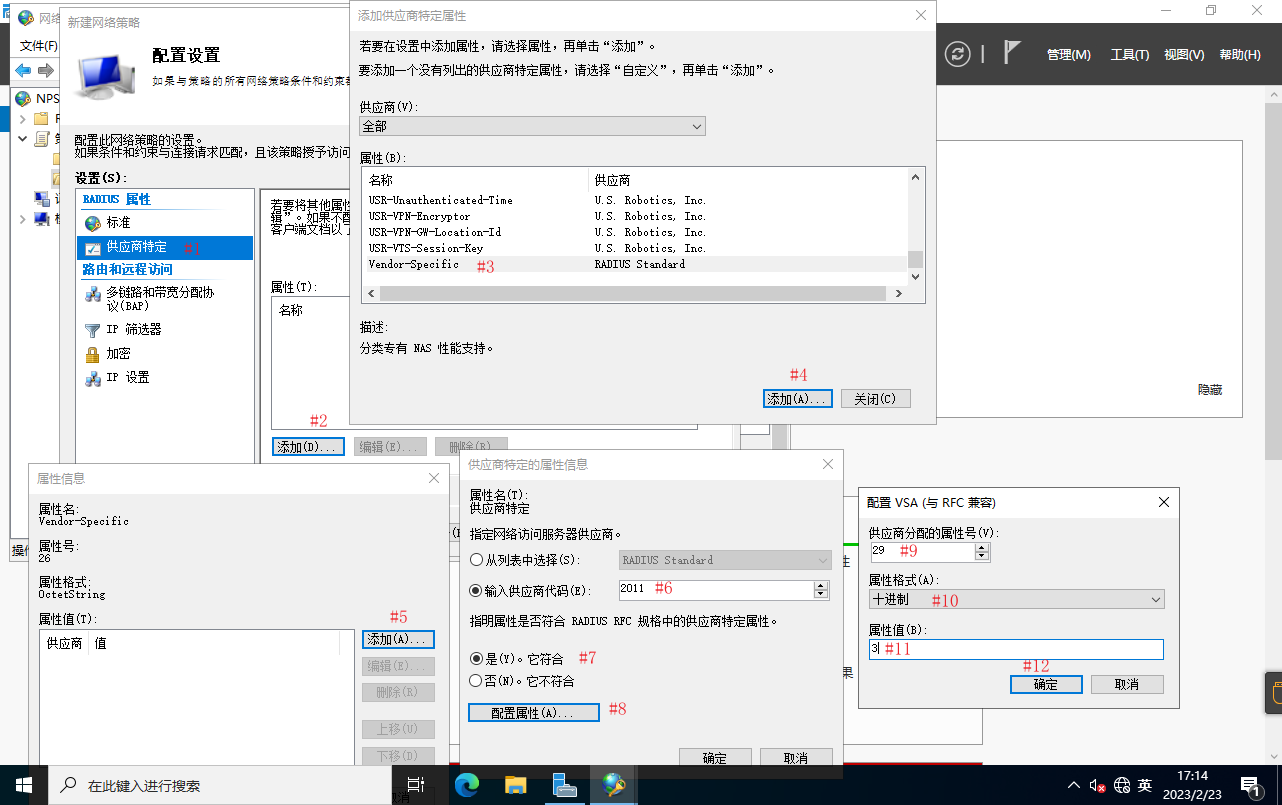 网络
文件(F)
NPS
新建网络策略
配置设置
如果与策略的所有网络策略条件和约束
配置此网络策略的设置。
如果条件和约束与连接请求匹配，且该策略授予访问
设置(S):
RADIUS 属性
标准
供应商特定 #1
路由和远程访问
多链路和带宽分配协
议(BAP)
IP 筛选器
加密
IP 设置
若要将其他属性
辑”。如果不配
客户端文档以了
属性(T):
名称
#2
添加(D)...
编辑(E)...
删除(R)
添加供应商特定属性
若要在设置中添加属性，请选择属性，再单击“添加”。
要添加一个没有列出的供应商特定属性，请选择“自定义”，再单击“添加”。
供应商(V):
全部
属性(B):
名称 供应商
USR-Unauthenticated-Time U.S. Robotics, Inc.
USR-VPN-Encryptor U.S. Robotics, Inc.
USR-VPN-GW-Location-Id U.S. Robotics, Inc.
USR-VTS-Session-Key U.S. Robotics, Inc.
Vendor-Specific #3 RADIUS Standard
描述:
分类专有 NAS 性能支持。
#4
添加(A)...
关闭(C)
管理(M) 工具(T) 视图(V) 帮助(H)
隐藏
属性信息
属性名:
Vendor-Specific
属性号:
26
属性格式:
OctetString
属性值(T):
供应商 值
#5
添加(A)...
编辑(E)...
删除(R)
上移(U)
下移(D)
取消
供应商特定的属性信息
属性名(T):
供应商特定
指定网络访问服务器供应商。
从列表中选择(S): RADIUS Standard
输入供应商代码(E): 2011 #6
指明属性是否符合 RADIUS RFC 规格中的供应商特定属性。
是(Y)。它符合 #7
否(N)。它不符合
配置属性(A)... #8
确定 取消
配置 VSA (与 RFC 兼容)
供应商分配的属性号(V):
29 #9
属性格式(A):
十进制 #10
属性值(B):
3 #11
#12
确定 取消
性
果
在此键入进行搜索
英
17:14
2023/2/23
1